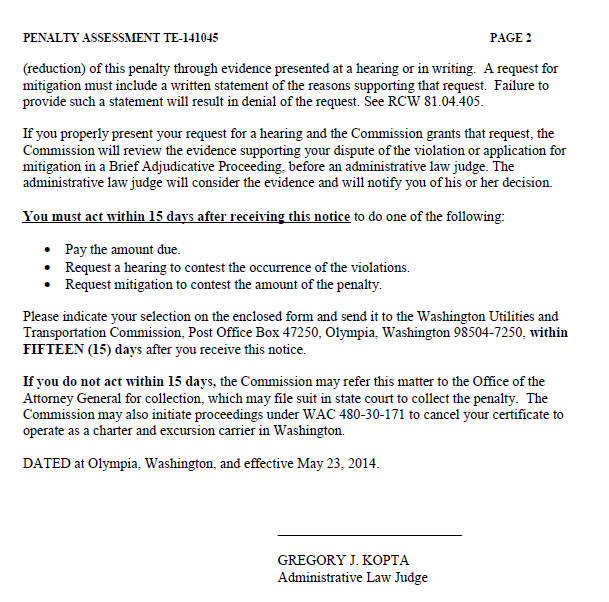 PENALTY ASSESSMENT TE-141045 PAGE 2
(reduction) of this penalty through evidence presented at a hearing or in writing. A request for
mitigation must include a written statement of the reasons supporting that request. Failure to
provide such a statement will result in denial of the request. See RCW 81.04.405.
If you properly present your request for a hearing and the Commission grants that request, the
Commission will review the evidence supporting your dispute of the violation or application for
mitigation in a Brief Adjudicative Proceeding, before an administrative law judge. The
administrative law judge will consider the evidence and will notify you of his or her decision.
You must act within 15 days after receiving this notice to do one of the following:
• Pay the amount due.
• Request a hearing to contest the occurrence of the violations.
• Request mitigation to contest the amount of the penalty.
Please indicate your selection on the enclosed form and send it to the Washington Utilities and
Transportation Commission, Post Office Box 47250, Olympia, Washington 98504-7250, within
FIFTEEN (15) days after you receive this notice.
If you do not act within 15 days, the Commission may refer this matter to the Office of the
Attorney General for collection, which may file suit in state court to collect the penalty. The
Commission may also initiate proceedings under WAC 480-30-171 to cancel your certificate to
operate as a charter and excursion carrier in Washington.
DATED at Olympia, Washington, and effective May 23, 2014.
GREGORY J. KOPTA
Administrative Law Judge